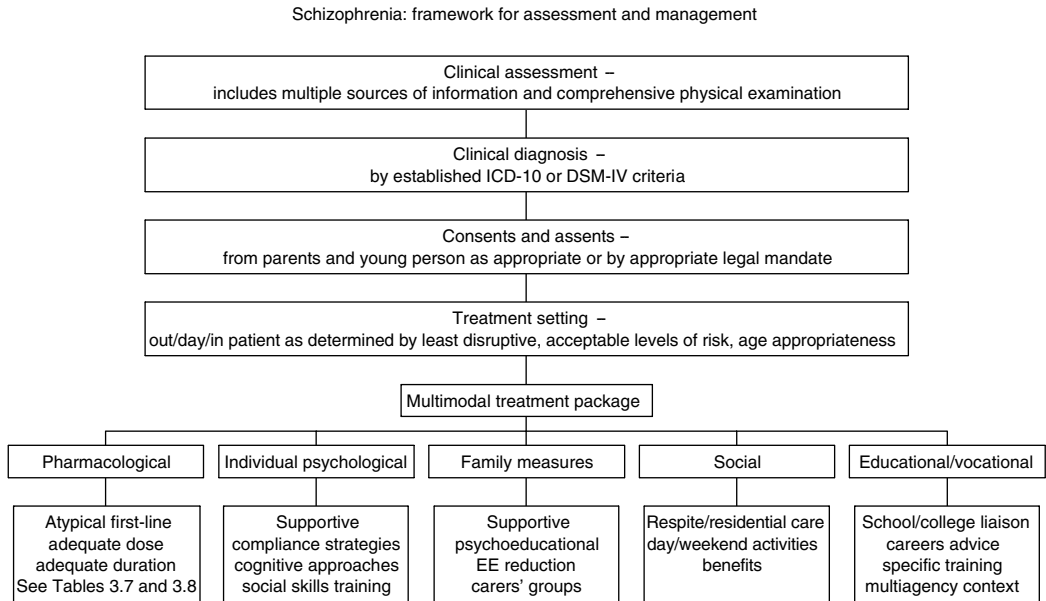 Schizophrenia: framework for assessment and management
Clinical assessment –
includes multiple sources of information and comprehensive physical examination
Clinical diagnosis –
by established ICD-10 or DSM-IV criteria
Consents and assents –
from parents and young person as appropriate or by appropriate legal mandate
Treatment setting –
out/day/in patient as determined by least disruptive, acceptable levels of risk, age appropriateness
Multimodal treatment package
Pharmacological
Individual psychological
Family measures
Social
Educational/vocational
Atypical first-line
adequate dose
adequate duration
See Tables 3.7 and 3.8
Supportive
compliance strategies
cognitive approaches
social skills training
Supportive
psychoeducational
EE reduction
carers' groups
Respite/residential care
day/weekend activities
benefits
School/college liaison
careers advice
specific training
multiagency context